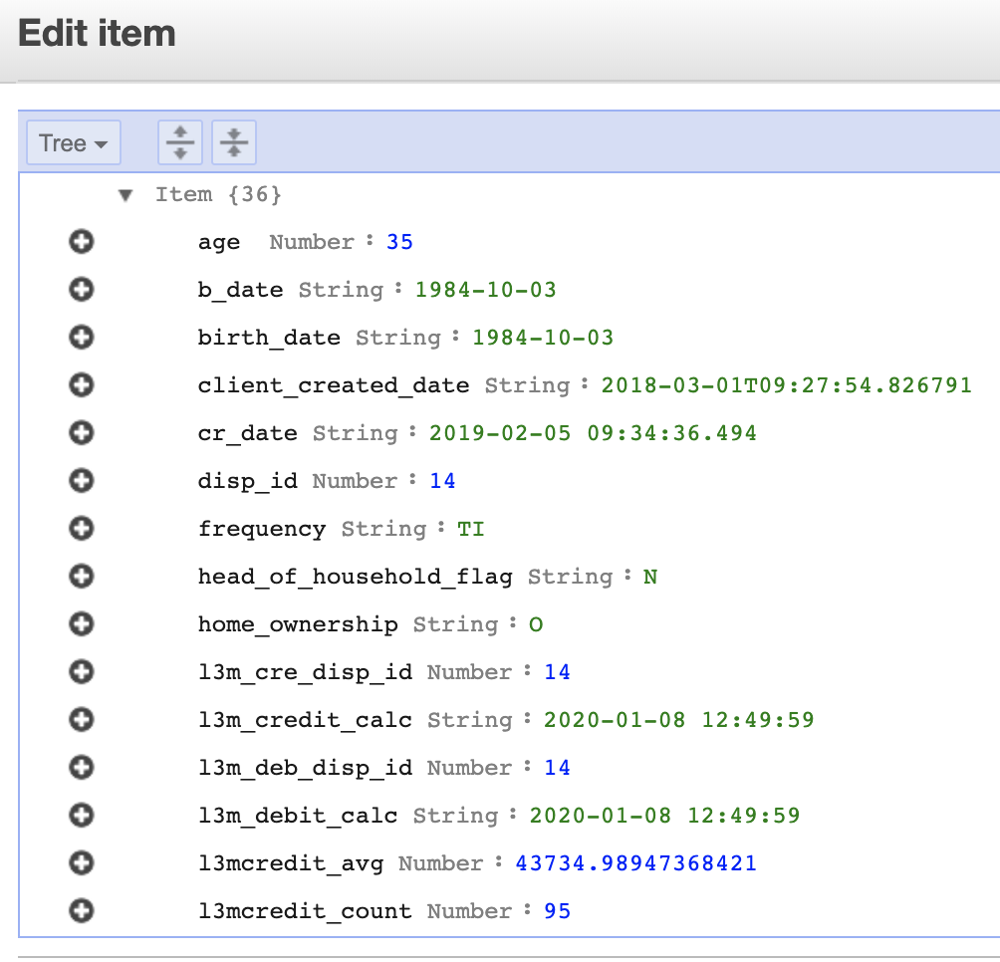 Edit item
Tree
Item {36}
age Number : 35
b_date String : 1984-10-03
birth_date String : 1984-10-03
client_created_date String : 2018-03-01T09:27:54.826791
cr_date String : 2019-02-05 09:34:36.494
disp_id Number : 14
frequency String : TI
head_of_household_flag String : N
home_ownership String : O
l3m_cre_disp_id Number : 14
l3m_credit_calc String : 2020-01-08 12:49:59
l3m_deb_disp_id Number : 14
l3m_debit_calc String : 2020-01-08 12:49:59
l3mcredit_avg Number : 43734.98947368421
l3mcredit_count Number : 95